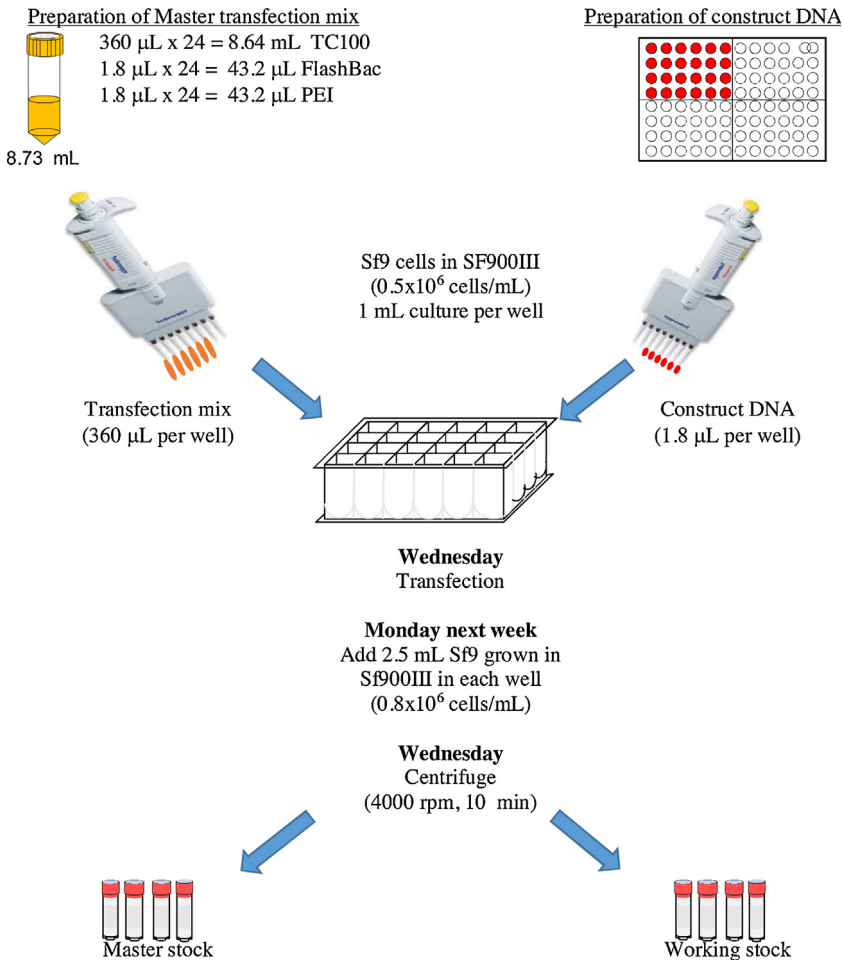 Preparation of Master transfection mix
360 μL x 24 = 8.64 mL TC100
1.8 μL x 24 = 43.2 μL FlashBac
1.8 μL x 24 = 43.2 μL PEI
8.73 mL
Preparation of construct DNA
Sf9 cells in SF900III
(0.5x10⁶ cells/mL)
1 mL culture per well
Transfection mix
(360 μL per well)
Construct DNA
(1.8 μL per well)
Wednesday
Transfection
Monday next week
Add 2.5 mL Sf9 grown in
Sf900III in each well
(0.8x10⁶ cells/mL)
Wednesday
Centrifuge
(4000 rpm, 10 min)
Master stock
Working stock